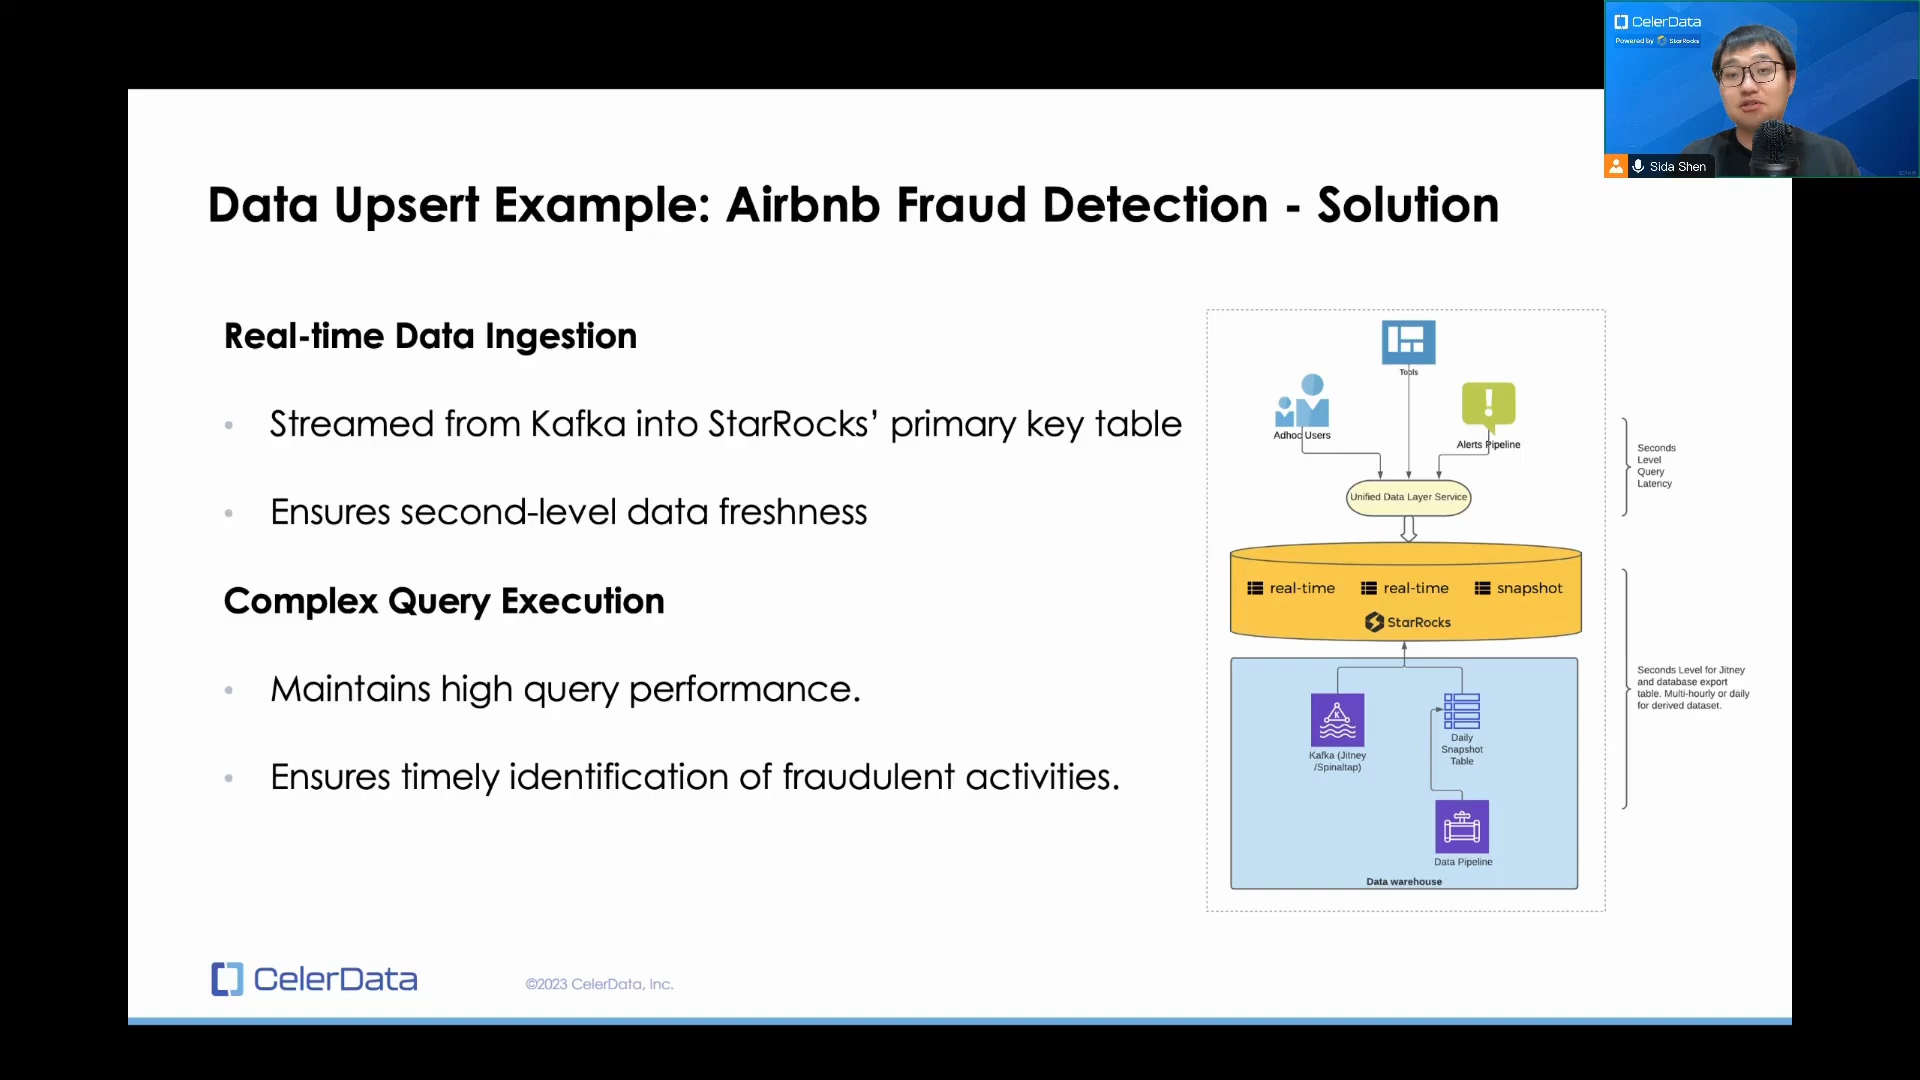 CelerData
Powered by StarRocks
Sida Shen
Data Upsert Example: Airbnb Fraud Detection - Solution
Real-time Data Ingestion
• Streamed from Kafka into StarRocks’ primary key table
• Ensures second-level data freshness
Complex Query Execution
• Maintains high query performance.
• Ensures timely identification of fraudulent activities.
Tools
Adhoc Users
Alerts Pipeline
Unified Data Layer Service
real-time
real-time
snapshot
StarRocks
Kafka (Jitney
/Spinaltap)
Daily
Snapshot
Table
Data Pipeline
Data warehouse
Seconds
Level
Query
Latency
Seconds Level for Jitney
and database export
table. Multi-hourly or daily
for derived dataset.
CelerData
©2023 CelerData, Inc.